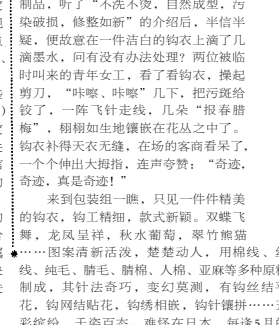 制品，听了“不洗不烫，自然成型，污
染破损，修整如新”的介绍后，半信半
疑，便故意在一件洁白的钩衣上滴了几
滴墨水，问有没有办法处理？两位被临
时叫来的青年女工，看了看钩衣，操起
剪刀，“咔嚓、咔嚓”几下，把污斑给
铰了，一阵飞针走线，几朵“报春腊
梅”，栩栩如生地镶嵌在花丛之中了。
钩衣补得天衣无缝，在场的客商看呆了，
一个个伸出大拇指，连声夸赞：“奇迹，
奇迹，真是奇迹！”
来到包装组一瞧，只见一件件精美
的钩衣，钩工精细，款式新颖。双蝶飞
舞，龙凤呈祥，秋水葡萄，翠竹熊猫
……图案清新活泼，楚楚动人，用棉线、丝
线、纯毛、腈毛、腈棉、人棉、亚麻等多种原料
制成，其针法奇巧，变幻莫测，有钩丝结平
花，钩网结贴花，钩绣相嵌，钩针镶拼……五